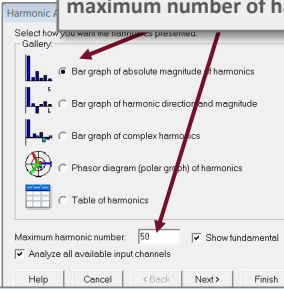 maximum number of ha
Harmonic A
Select how you want the harmonics presented.
Gallery:
Bar graph of absolute magnitude of harmonics
Bar graph of harmonic direction and magnitude
Bar graph of complex harmonics
Phasor diagram (polar graph) of harmonics
Table of harmonics
Maximum harmonic number: 50 Show fundamental
Analyze all available input channels
Help Cancel < Back Next > Finish